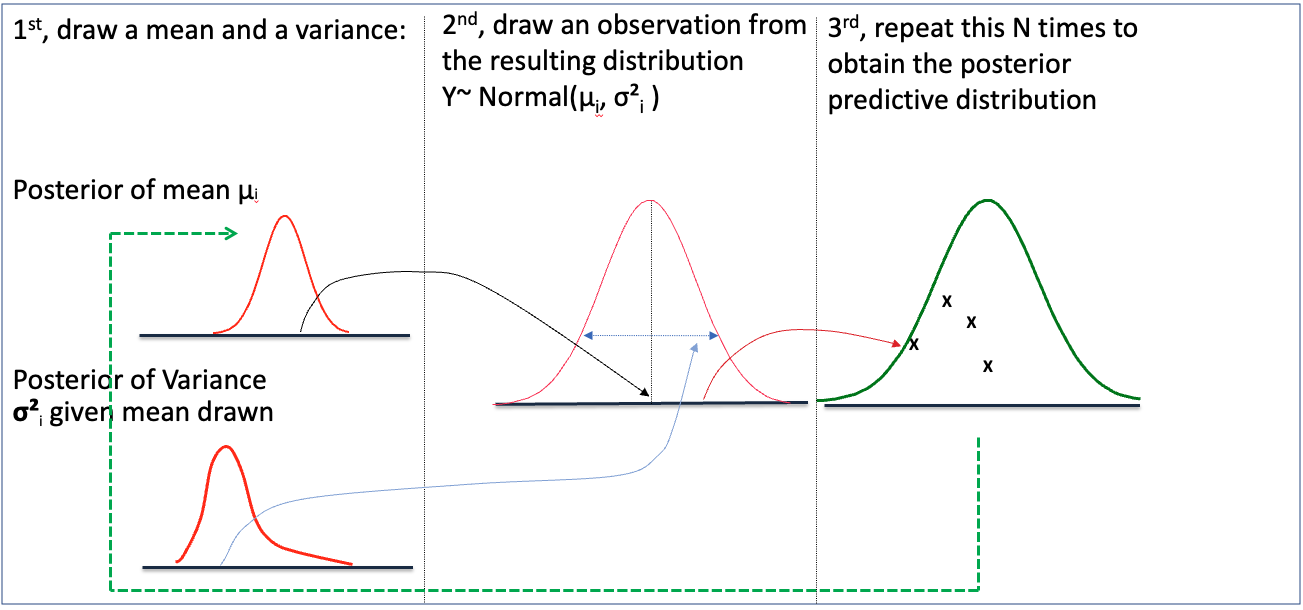 1st, draw a mean and a variance:
2nd, draw an observation from
the resulting distribution
Y~ Normal(μi, σ²i )
3rd, repeat this N times to
obtain the posterior
predictive distribution
Posterior of mean μi
Posterior of Variance
σ²i given mean drawn
x
x
x
x